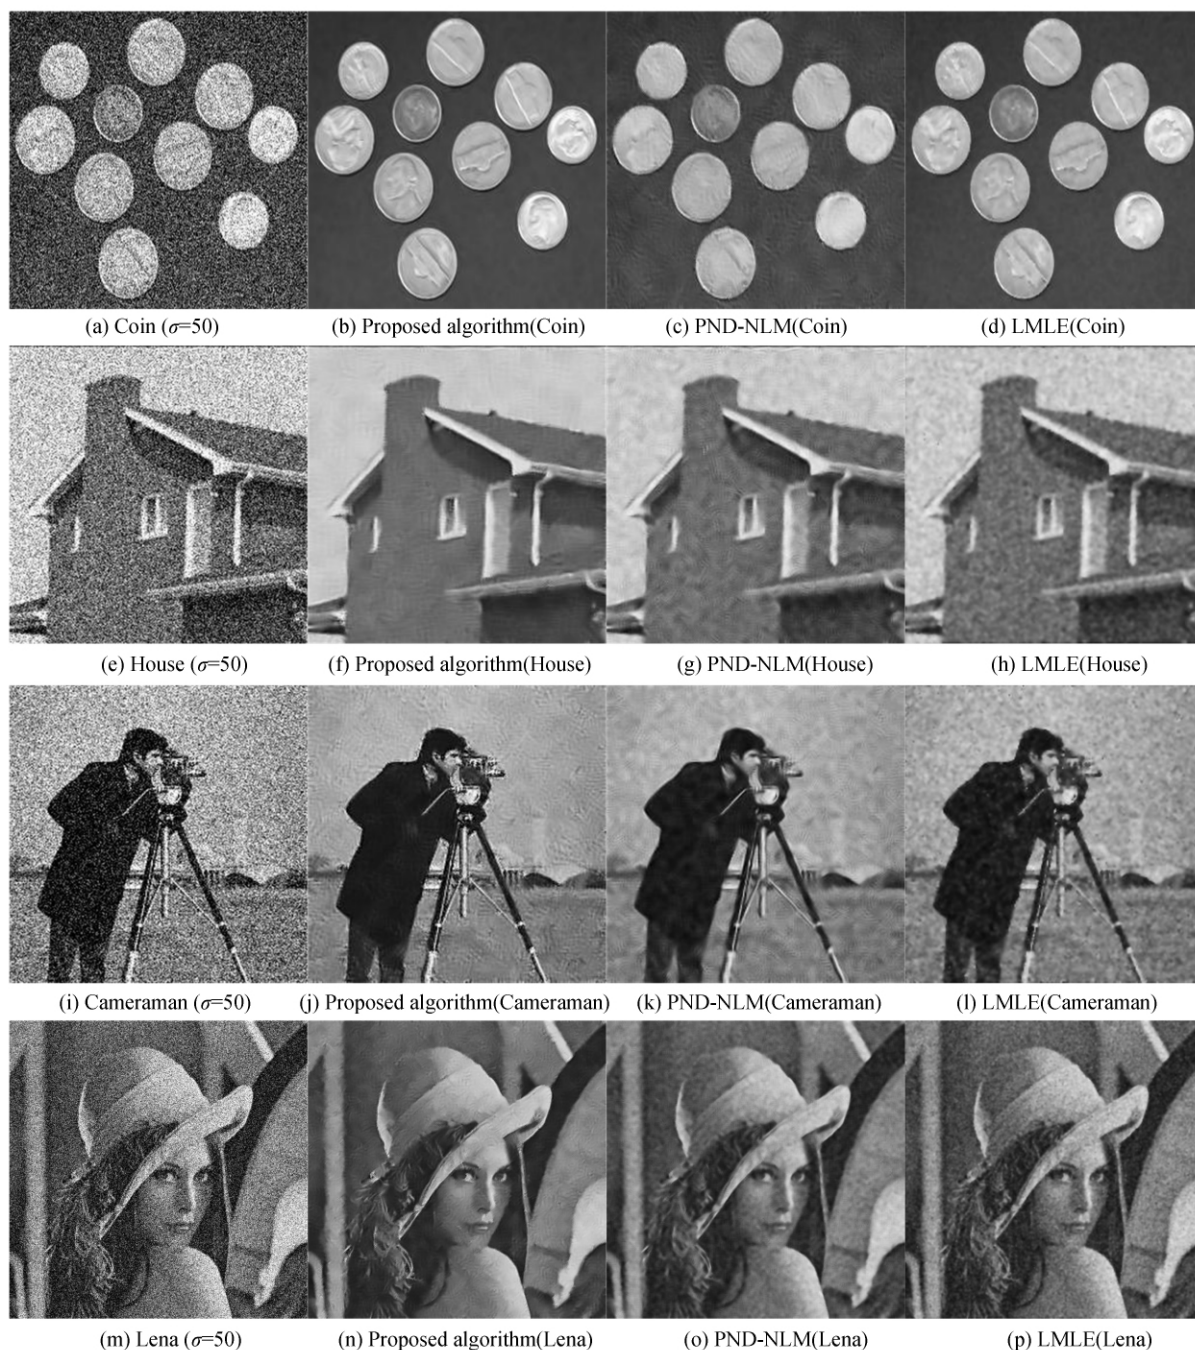 (a) Coin (σ=50) (b) Proposed algorithm(Coin) (c) PND-NLM(Coin) (d) LMLE(Coin)
(e) House (σ=50) (f) Proposed algorithm(House) (g) PND-NLM(House) (h) LMLE(House)
(i) Cameraman (σ=50) (j) Proposed algorithm(Cameraman) (k) PND-NLM(Cameraman) (l) LMLE(Cameraman)
(m) Lena (σ=50) (n) Proposed algorithm(Lena) (o) PND-NLM(Lena) (p) LMLE(Lena)